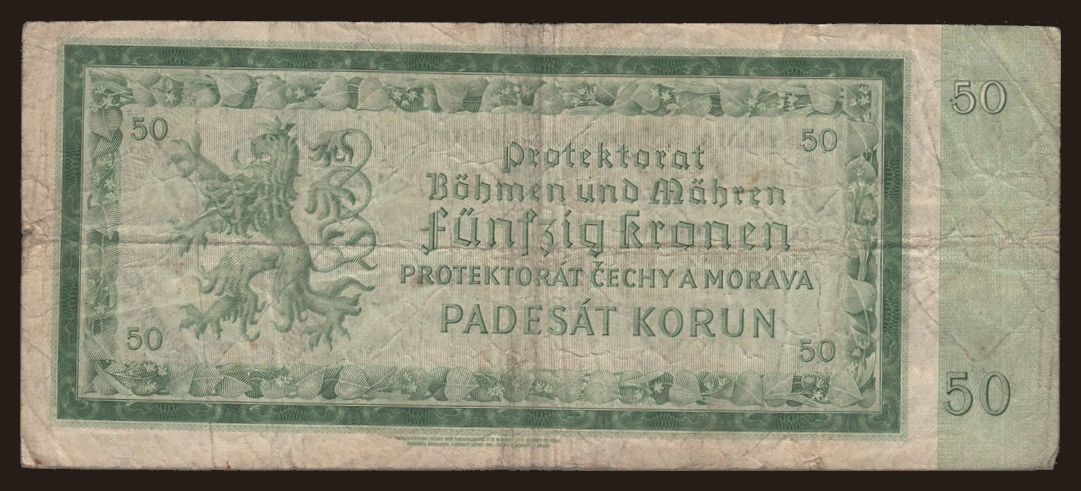 50
50
50
Protektorat
Böhmen und Mähren
Fünfzig Kronen
PROTEKTORÁT ČECHY A MORAVA
PADESÁT KORUN
50
50
50